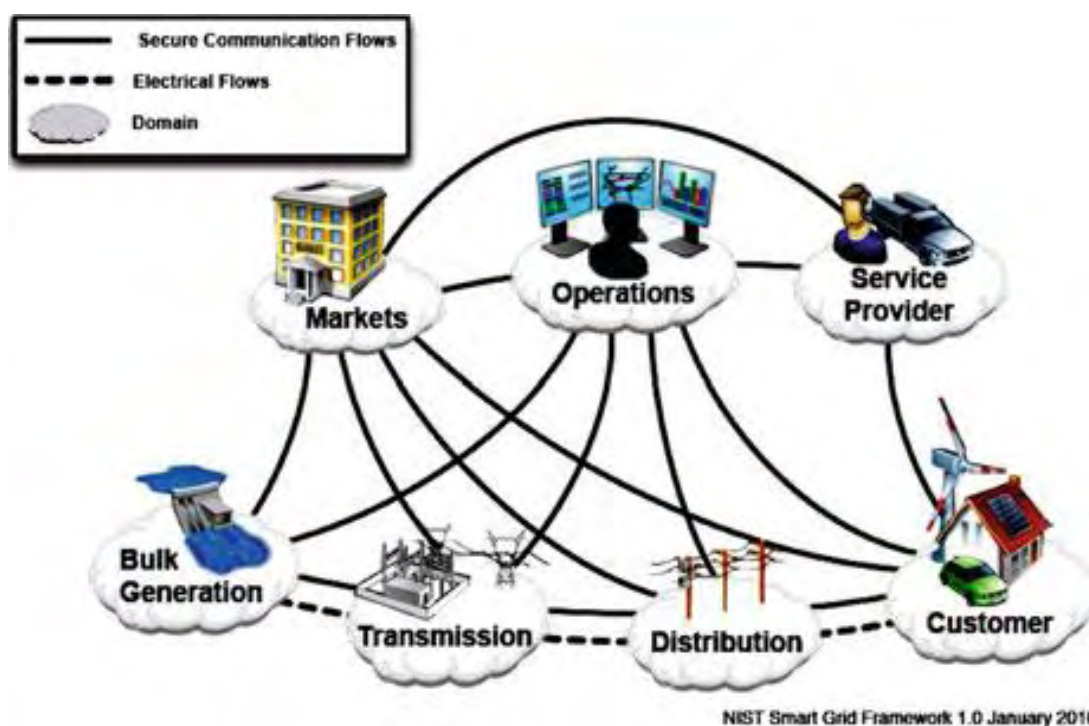 Secure Communication Flows
Electrical Flows
Domain
Markets
Operations
Service
Provider
Bulk
Generation
Transmission
Distribution
Customer
NIST Smart Grid Framework 1.0 January 201